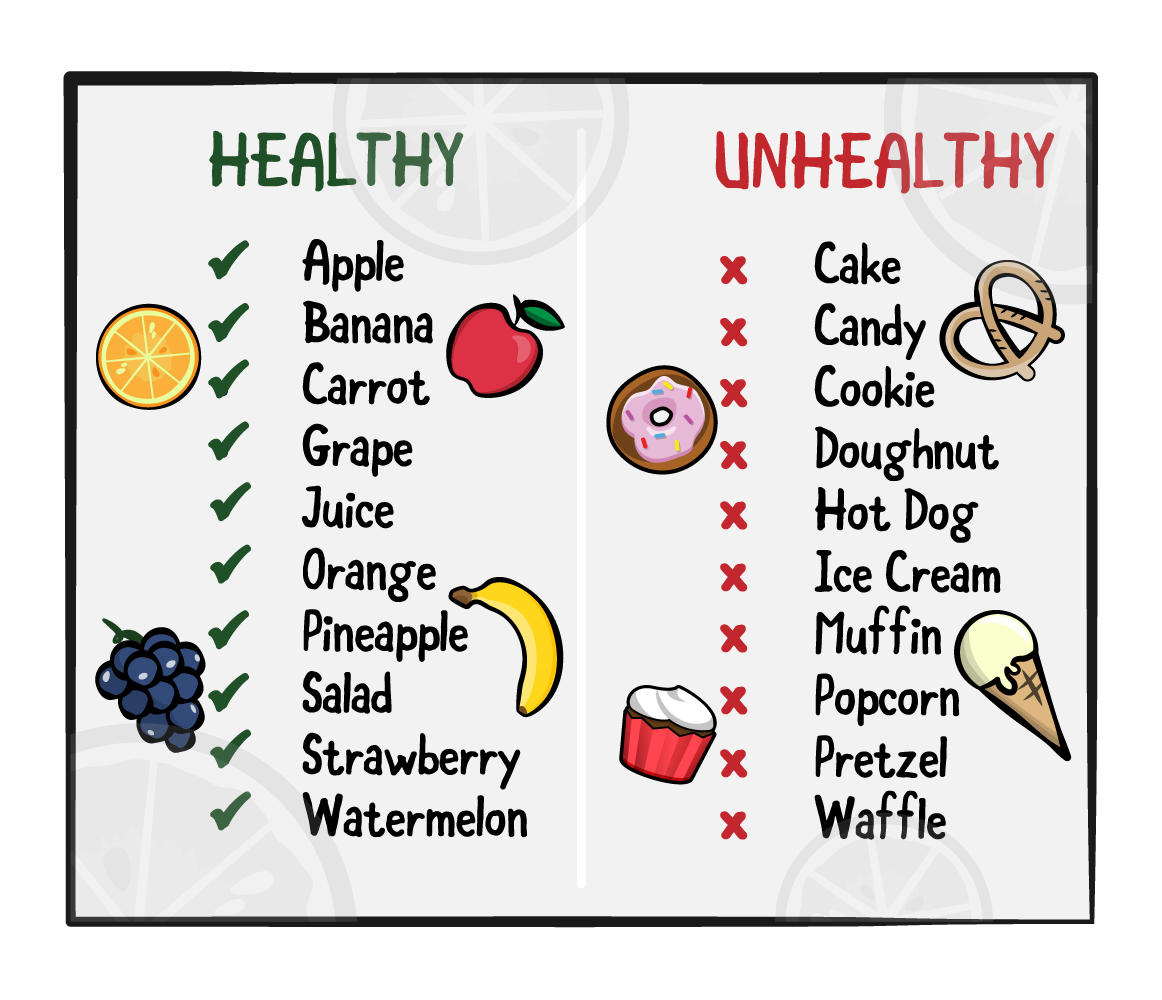 HEALTHY
Apple
Banana
Carrot
Grape
Juice
Orange
Pineapple
Salad
Strawberry
Watermelon
UNHEALTHY
Cake
Candy
Cookie
Doughnut
Hot Dog
Ice Cream
Muffin
Popcorn
Pretzel
Waffle